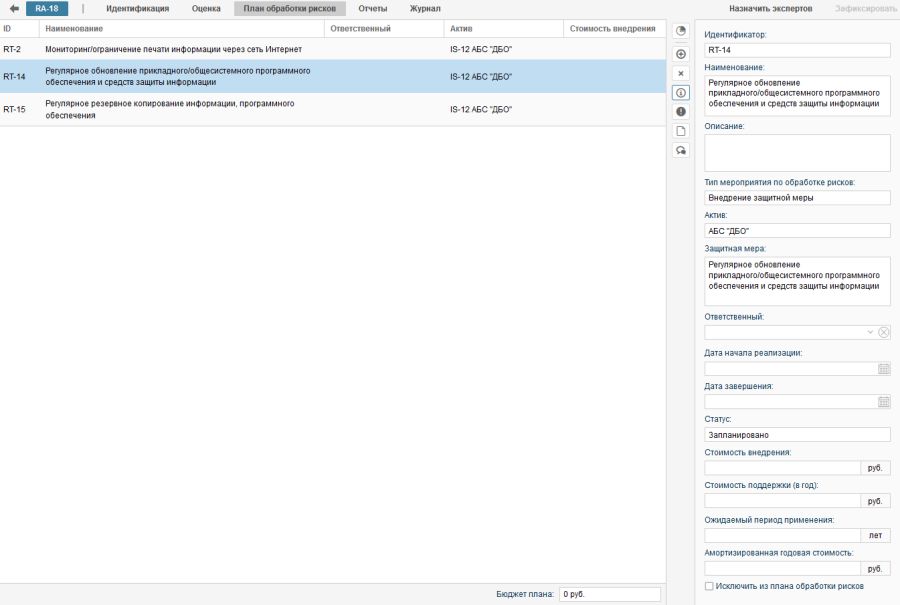 RA-18 | Идентификация Оценка План обработки рисков Отчеты Журнал Назначить экспертов Зафиксировать
ID Наименование Ответственный Актив Стоимость внедрения
RT-2 Мониторинг/ограничение печати информации через сеть Интернет IS-12 АБС "ДБО"
RT-14 Регулярное обновление прикладного/общесистемного программного
обеспечения и средств защиты информации IS-12 АБС "ДБО"
RT-15 Регулярное резервное копирование информации, программного
обеспечения IS-12 АБС "ДБО"
Бюджет плана: 0 руб.
Идентификатор:
RT-14
Наименование:
Регулярное обновление
прикладного/общесистемного программного
обеспечения и средств защиты информации
Описание:
Тип мероприятия по обработке рисков:
Внедрение защитной меры
Актив:
АБС "ДБО"
Защитная мера:
Регулярное обновление
прикладного/общесистемного программного
обеспечения и средств защиты информации
Ответственный:
Дата начала реализации:
Дата завершения:
Статус:
Запланировано
Стоимость внедрения:
руб.
Стоимость поддержки (в год):
руб.
Ожидаемый период применения:
лет
Амортизированная годовая стоимость:
руб.
Исключить из плана обработки рисков